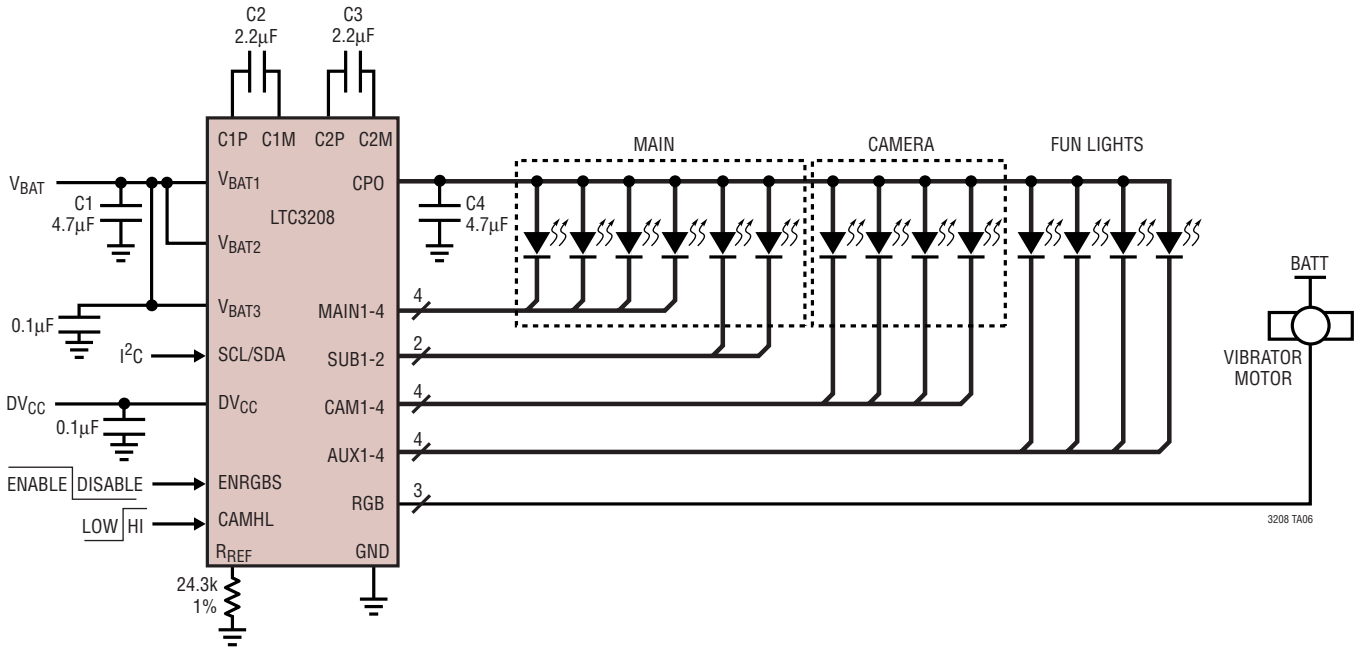 C2
2.2µF
C3
2.2µF
C1P C1M C2P C2M
MAIN
CAMERA
FUN LIGHTS
VBAT
VBAT1
CPO
C1
4.7µF
LTC3208
C4
4.7µF
VBAT2
BATT
0.1µF
VBAT3
MAIN1-4
4
I2C
SCL/SDA
SUB1-2
2
VIBRATOR
MOTOR
DVCC
DVCC
CAM1-4
4
0.1µF
AUX1-4
4
ENABLE DISABLE
ENRGBS
RGB
3
LOW HI
CAMHL
3208 TA06
RREF
GND
24.3k
1%